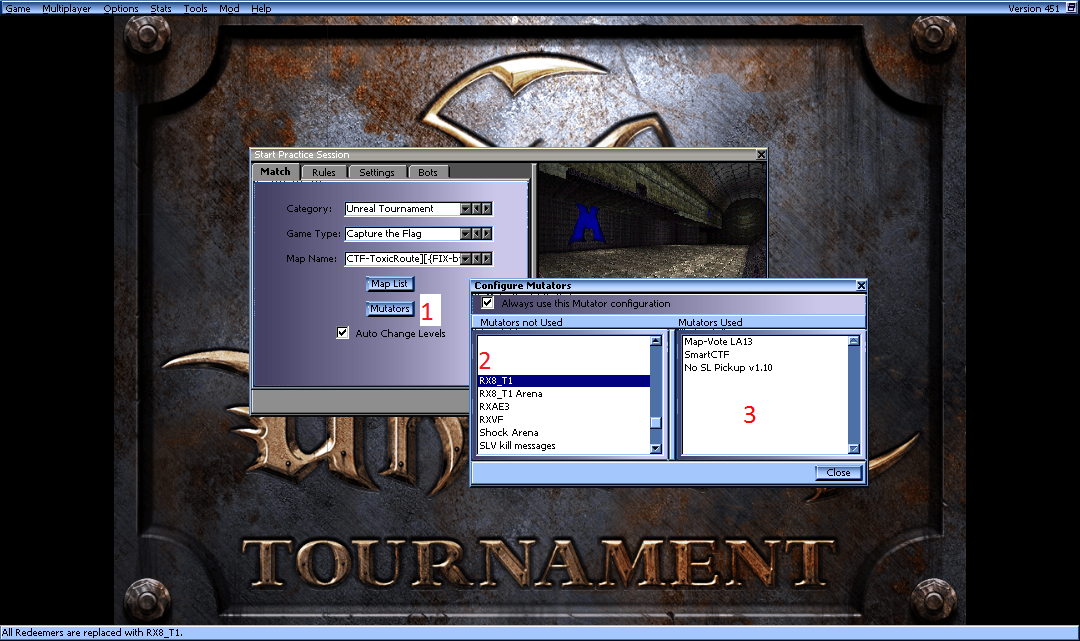 Game Multiplayer Options Stats Tools Mod Help Version 451
Start Practice Session
Match Rules Settings Bots
Category: Unreal Tournament
Game Type: Capture the Flag
Map Name: CTF-ToxicRoute][{FIX-b
Map List
Mutators 1
Auto Change Levels
Configure Mutators
Always use this Mutator configuration
Mutators not Used
2
RX8_T1
RX8_T1 Arena
RXAE3
RXVF
Shock Arena
SLV kill messages
Mutators Used
Map-Vote LA13
SmartCTF
No SL Pickup v1.10
3
Close
TOURNAMENT
All Redeemers are replaced with RX8_T1.